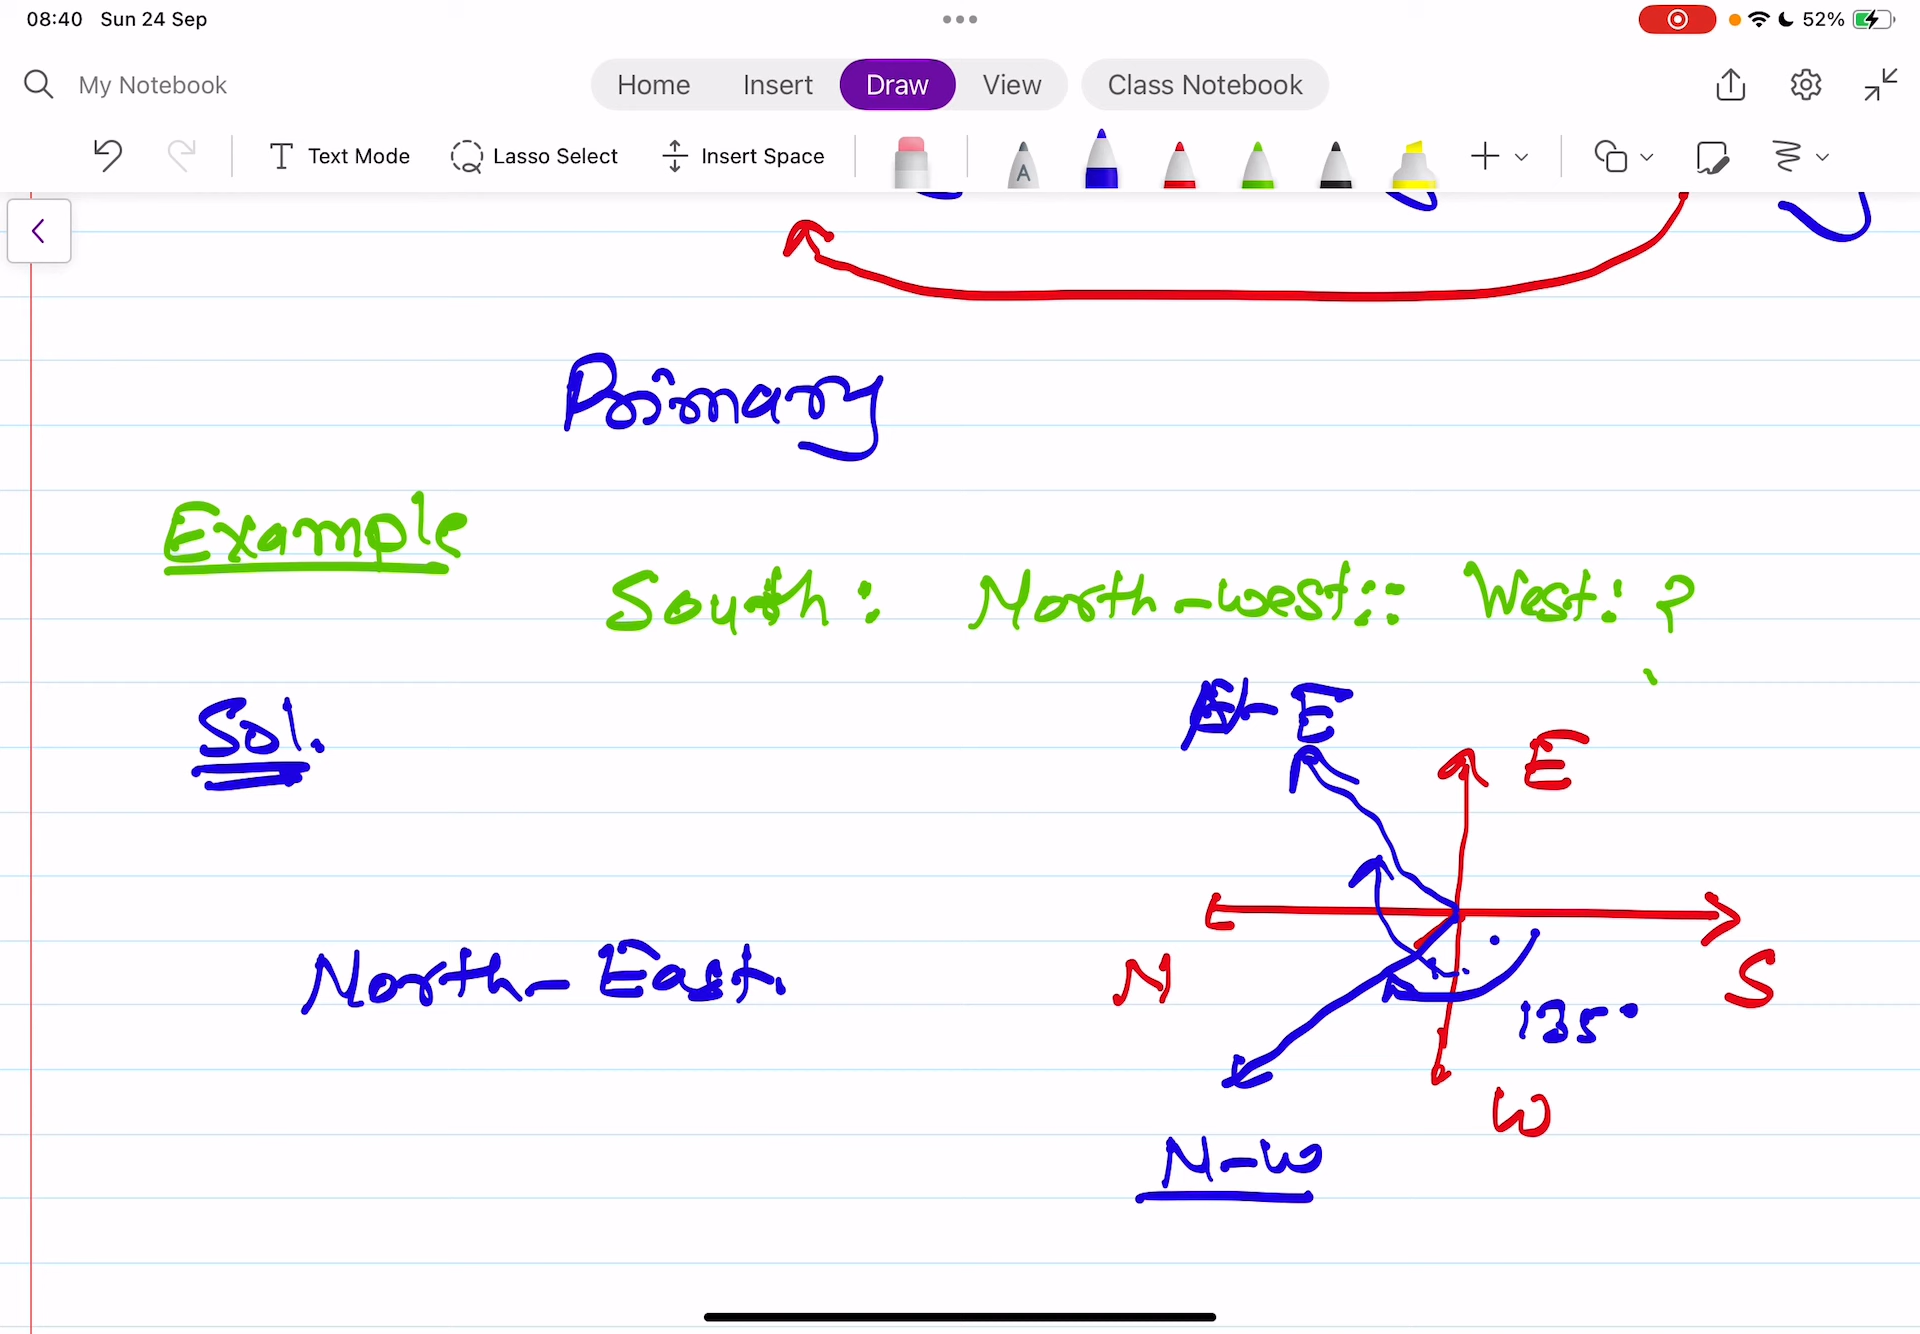 08:40 Sun 24 Sep
52%
My Notebook
Home Insert Draw View Class Notebook
Text Mode Lasso Select Insert Space
A
Primary
Example
South : North-west :: West : ?
Sol.
E
E
North-East.
N
S
135°
W
N-W